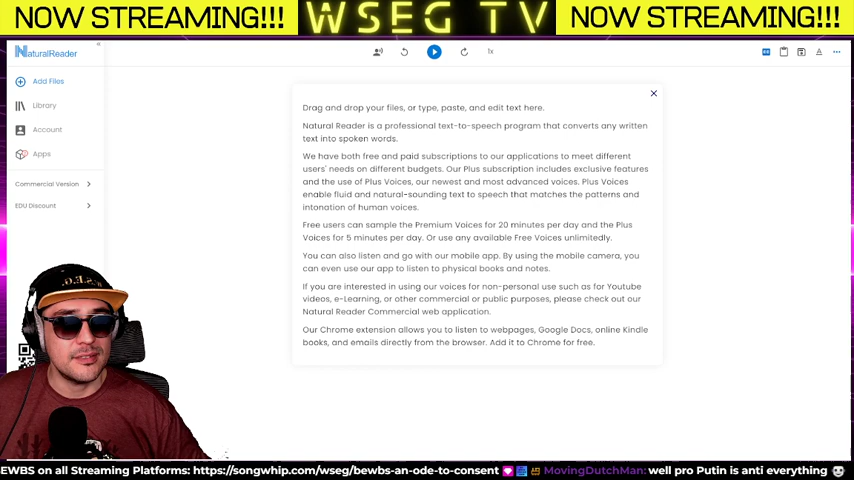 NOW STREAMING!!!
WSEG TV
NOW STREAMING!!!
NaturalReader
«
1x
Add Files
Library
Account
Apps
Commercial Version
EDU Discount
Drag and drop your files, or type, paste, and edit text here.
Natural Reader is a professional text-to-speech program that converts any written
text into spoken words.
We have both free and paid subscriptions to our applications to meet different
users' needs on different budgets. Our Plus subscription includes exclusive features
and the use of Plus Voices, our newest and most advanced voices. Plus Voices
enable fluid and natural-sounding text to speech that matches the patterns and
intonation of human voices.
Free users can sample the Premium Voices for 20 minutes per day and the Plus
Voices for 5 minutes per day. Or use any available Free Voices unlimitedly.
You can also listen and go with our mobile app. By using the mobile camera, you
can even use our app to listen to physical books and notes.
If you are interested in using our voices for non-personal use such as for Youtube
videos, e-Learning, or other commercial or public purposes, please check out our
Natural Reader Commercial web application.
Our Chrome extension allows you to listen to webpages, Google Docs, online Kindle
books, and emails directly from the browser. Add it to Chrome for free.
W.S.E.G.
EWBS on all Streaming Platforms: https://songwhip.com/wseg/bewbs-an-ode-to-consent MovingDutchMan: well pro Putin is anti everything